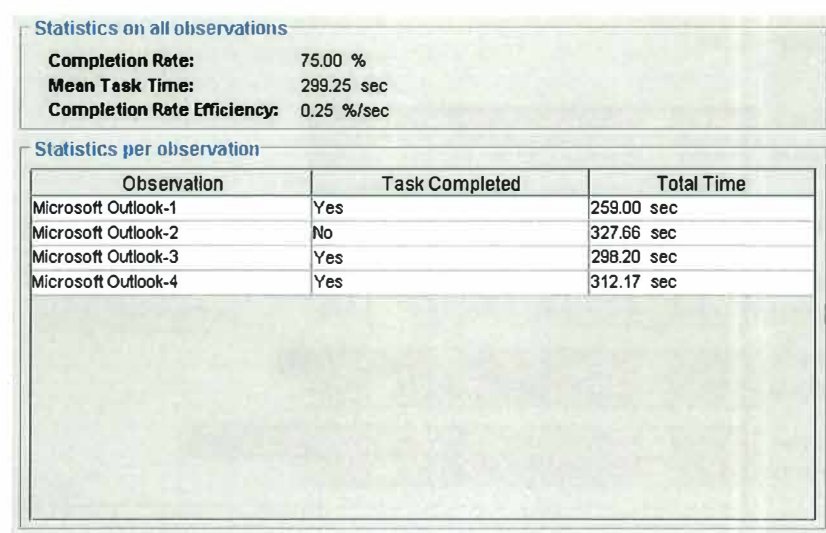 Statistics on all observations
Completion Rate: 75.00 %
Mean Task Time: 299.25 sec
Completion Rate Efficiency: 0.25 %/sec
Statistics per observation
Observation Task Completed Total Time
Microsoft Outlook-1 Yes 259.00 sec
Microsoft Outlook-2 No 327.66 sec
Microsoft Outlook-3 Yes 298.20 sec
Microsoft Outlook-4 Yes 312.17 sec